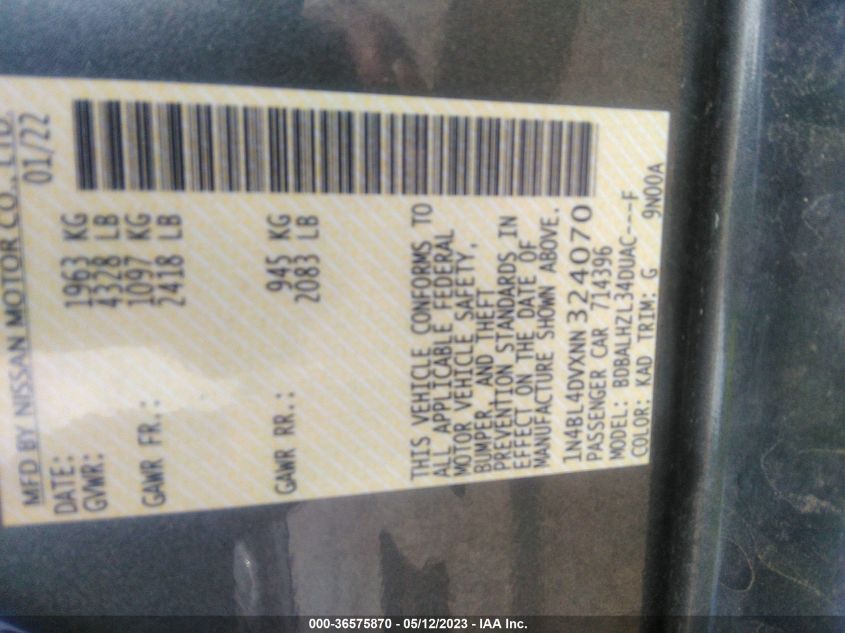 MFD BY NISSAN MOTOR CO., LTD.
DATE: 01/22
GVWR: 1963 KG
4328 LB
GAWR FR.: 1097 KG
2418 LB
GAWR RR.: 945 KG
2083 LB
THIS VEHICLE CONFORMS TO
ALL APPLICABLE FEDERAL
MOTOR VEHICLE SAFETY,
BUMPER, AND THEFT
PREVENTION STANDARDS IN
EFFECT ON THE DATE OF
MANUFACTURE SHOWN ABOVE.
1N4BL4DVXNN324070
PASSENGER CAR 714396
MODEL: BDBALHZL34DUAC---F
COLOR: KAD TRIM: G 9N00A
000-36575870 - 05/12/2023 - IAA Inc.